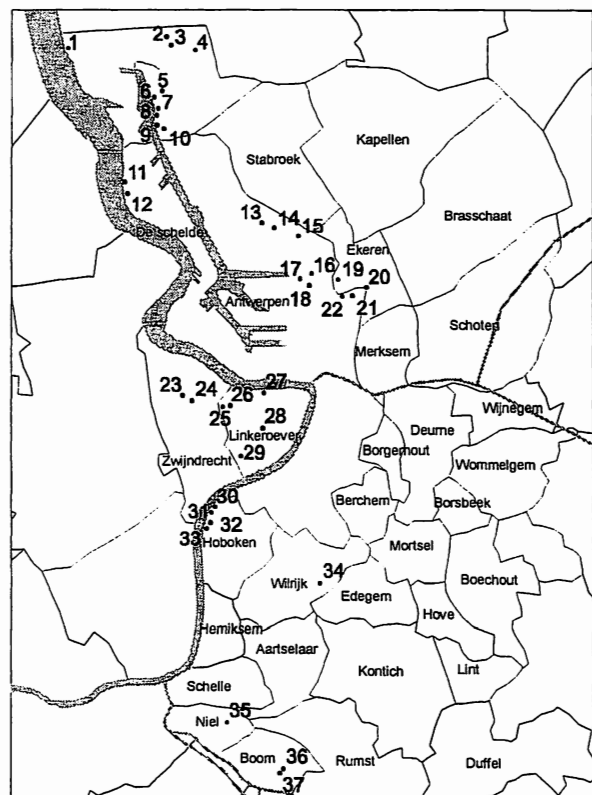 1
2
3
4
5
6
7
8
9
10
Kapellen
Stabroek
11
12
Brasschaat
13
14
15
De Schelde
Ekeren
16
17
18
19
20
21
22
Antwerpen
Schoten
Merksem
23
24
25
26
27
28
Linkeroever
29
Zwijndrecht
Wijnegem
Deurne
Borgerhout
Wommelgem
Berchem
Borsbeek
30
31
32
33
Hoboken
Mortsel
34
Wilrijk
Edegem
Boechout
Hove
Hemiksem
Aartselaar
Kontich
Lint
Schelle
35
Niel
36
37
Boom
Rumst
Duffel